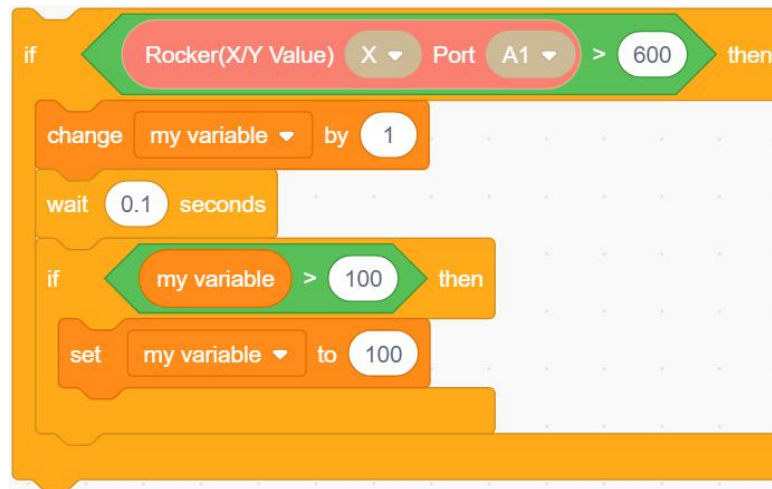 if Rocker(X/Y Value) X Port A1 > 600 then
change my variable by 1
wait 0.1 seconds
if my variable > 100 then
set my variable to 100